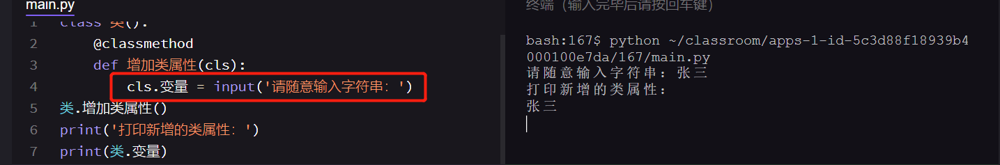 main.py
终端（输入完毕后请按回车键）
1 class 类():
2 @classmethod
3 def 增加类属性(cls):
4 cls.变量 = input('请随意输入字符串：')
5 类.增加类属性()
6 print('打印新增的类属性：')
7 print(类.变量)
bash:167$ python ~/classroom/apps-1-id-5c3d88f18939b4
000100e7da/167/main.py
请随意输入字符串：张三
打印新增的类属性：
张三